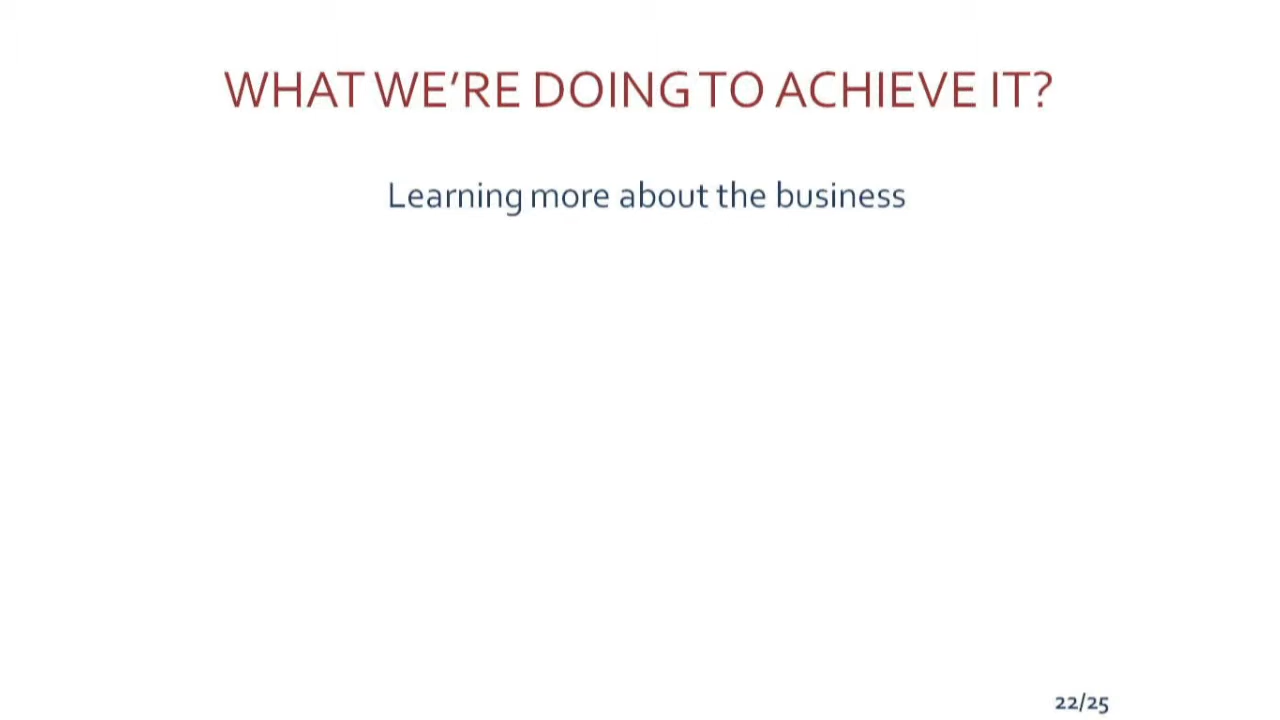 WHAT WE’RE DOING TO ACHIEVE IT?
Learning more about the business
22/25